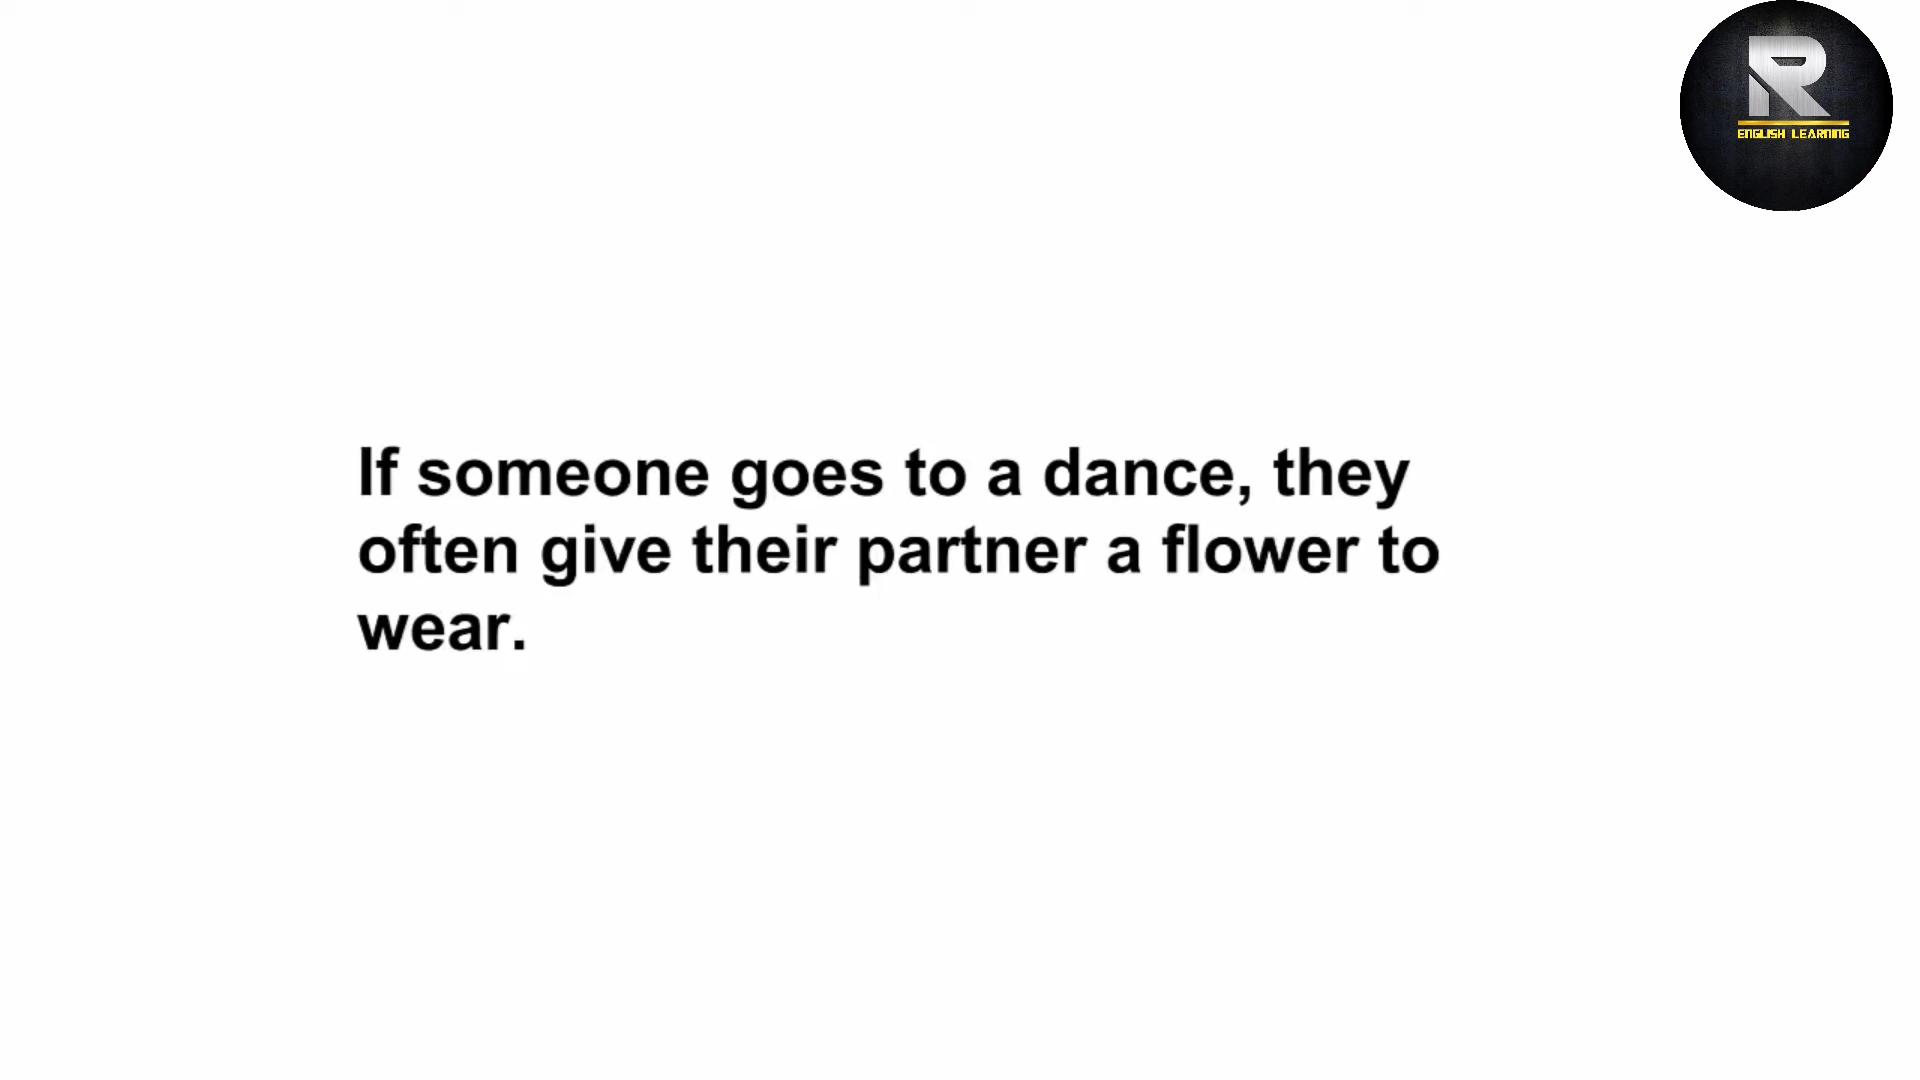 R
ENGLISH LEARNING
If someone goes to a dance, they
often give their partner a flower to
wear.